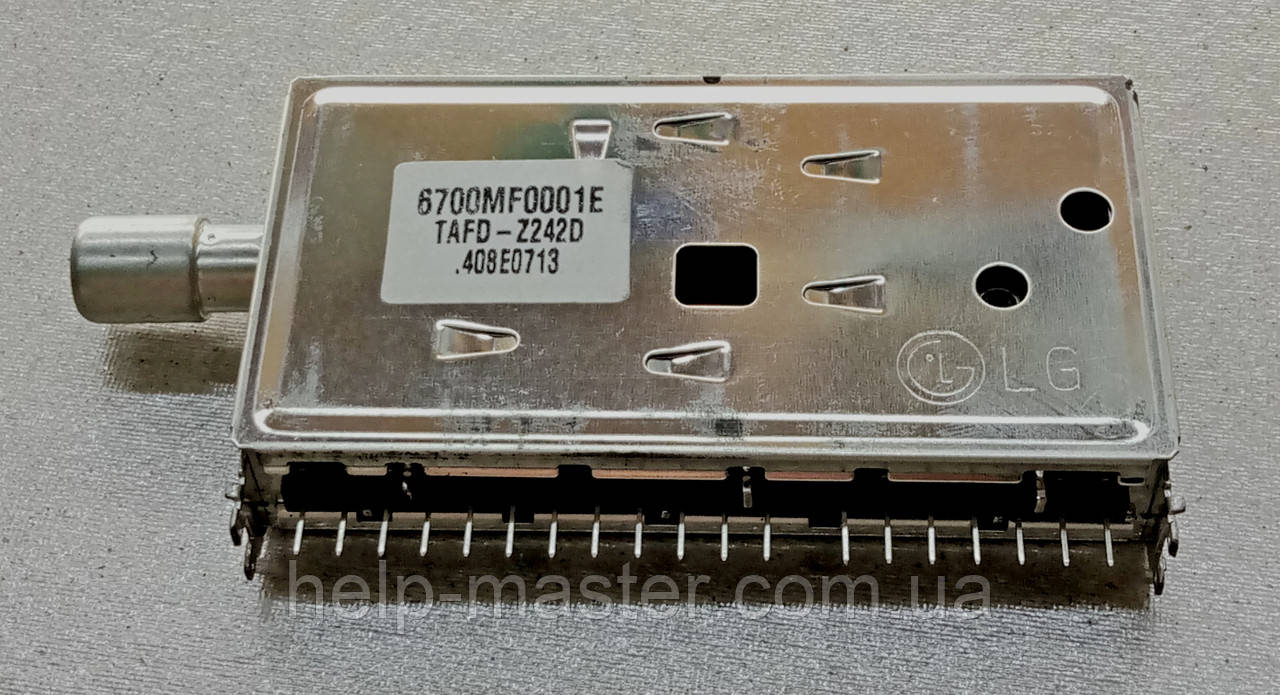 6700MF0001E
TAFD-Z242D
.408E0713
LG
help-master.com.ua